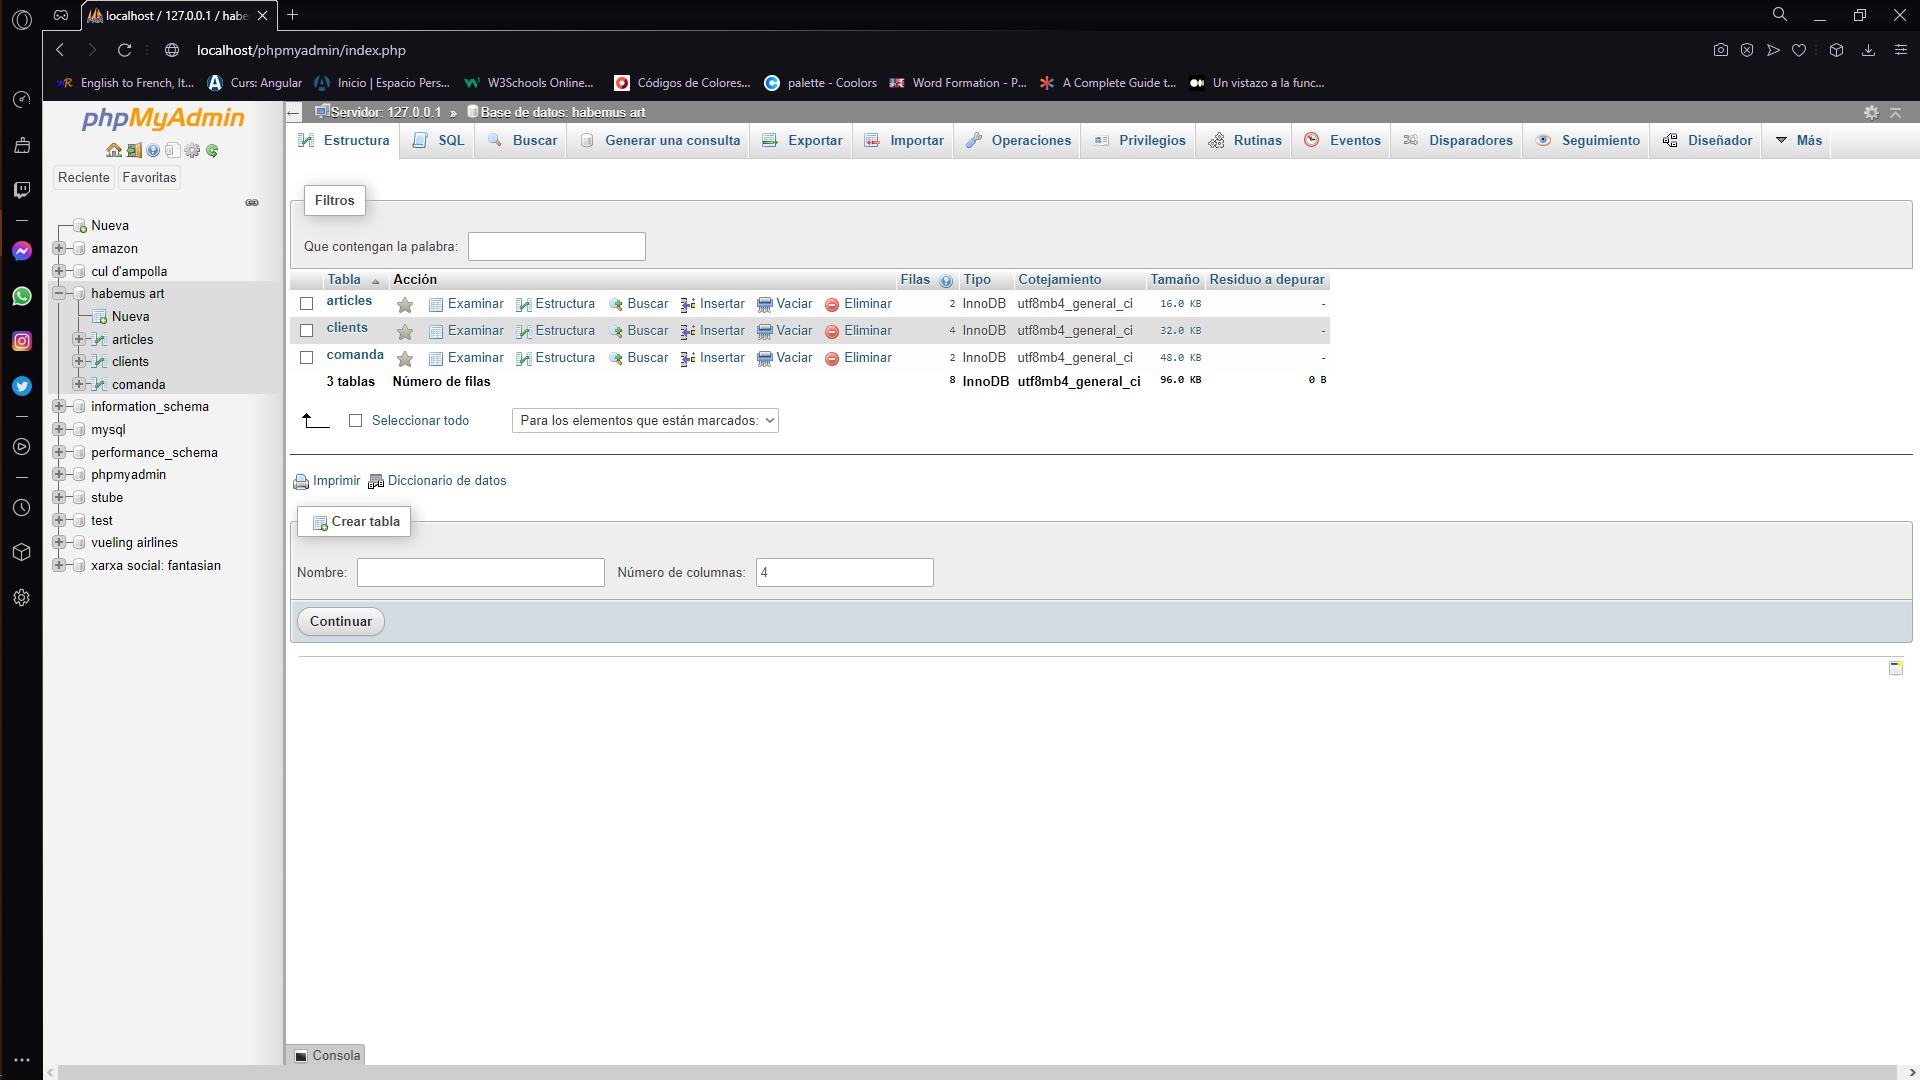 localhost / 127.0.0.1 / habe
localhost/phpmyadmin/index.php
English to French, It...
Curs: Angular
Inicio | Espacio Pers...
W3Schools Online...
Códigos de Colores...
palette - Coolors
Word Formation - P...
A Complete Guide t...
Un vistazo a la func...
phpMyAdmin
Reciente
Favoritas
Nueva
amazon
cul d'ampolla
habemus art
Nueva
articles
clients
comanda
information_schema
mysql
performance_schema
phpmyadmin
stube
test
vueling airlines
xarxa social: fantasian
Servidor: 127.0.0.1 » Base de datos: habemus art
Estructura SQL Buscar Generar una consulta Exportar Importar Operaciones Privilegios Rutinas Eventos Disparadores Seguimiento Diseñador Más
Filtros
Que contengan la palabra:
Tabla Acción Filas Tipo Cotejamiento Tamaño Residuo a depurar
articles Examinar Estructura Buscar Insertar Vaciar Eliminar 2 InnoDB utf8mb4_general_ci 16.0 KB -
clients Examinar Estructura Buscar Insertar Vaciar Eliminar 4 InnoDB utf8mb4_general_ci 32.0 KB -
comanda Examinar Estructura Buscar Insertar Vaciar Eliminar 2 InnoDB utf8mb4_general_ci 48.0 KB -
3 tablas Número de filas 8 InnoDB utf8mb4_general_ci 96.0 KB 0 B
Seleccionar todo Para los elementos que están marcados:
Imprimir Diccionario de datos
Crear tabla
Nombre: Número de columnas: 4
Continuar
Consola